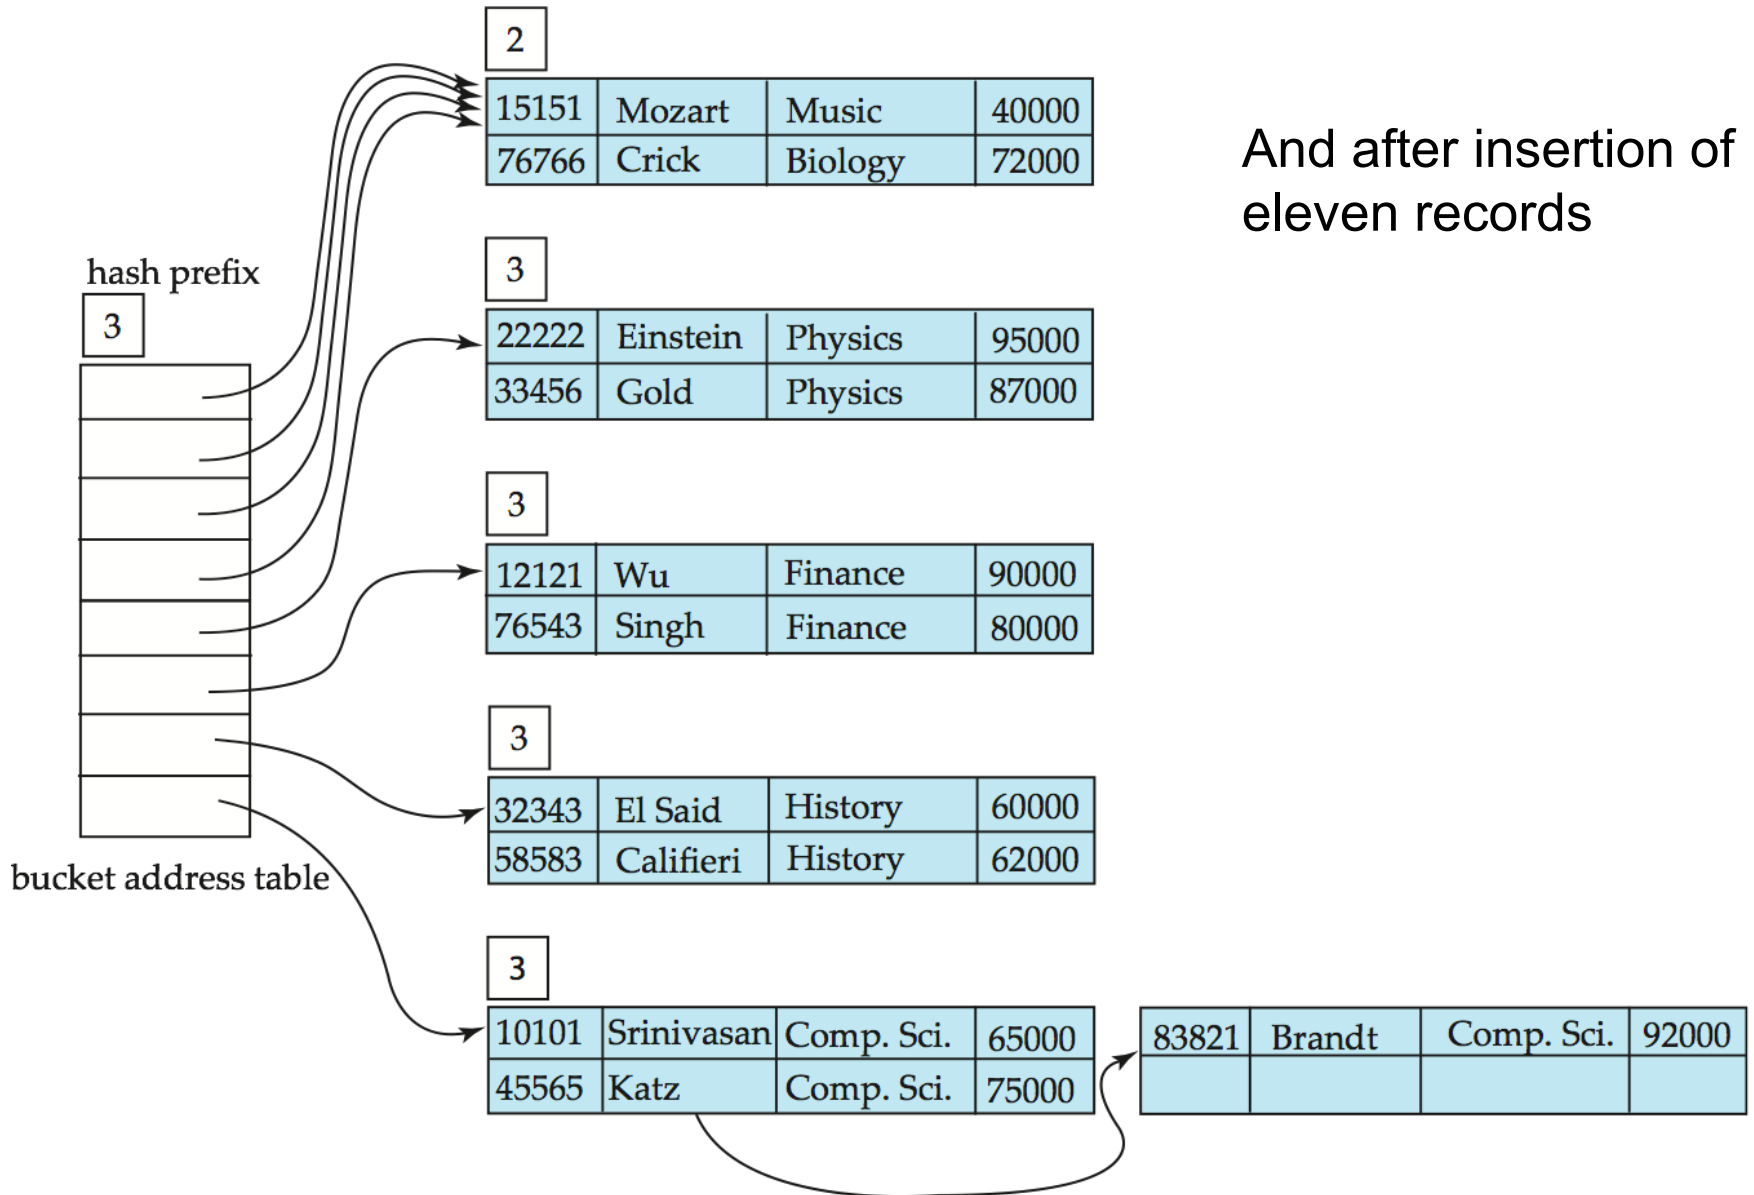 2
15151 Mozart Music 40000
76766 Crick Biology 72000
And after insertion of
eleven records
hash prefix
3
3
22222 Einstein Physics 95000
33456 Gold Physics 87000
3
12121 Wu Finance 90000
76543 Singh Finance 80000
3
32343 El Said History 60000
58583 Califieri History 62000
bucket address table
3
10101 Srinivasan Comp. Sci. 65000
45565 Katz Comp. Sci. 75000
83821 Brandt Comp. Sci. 92000